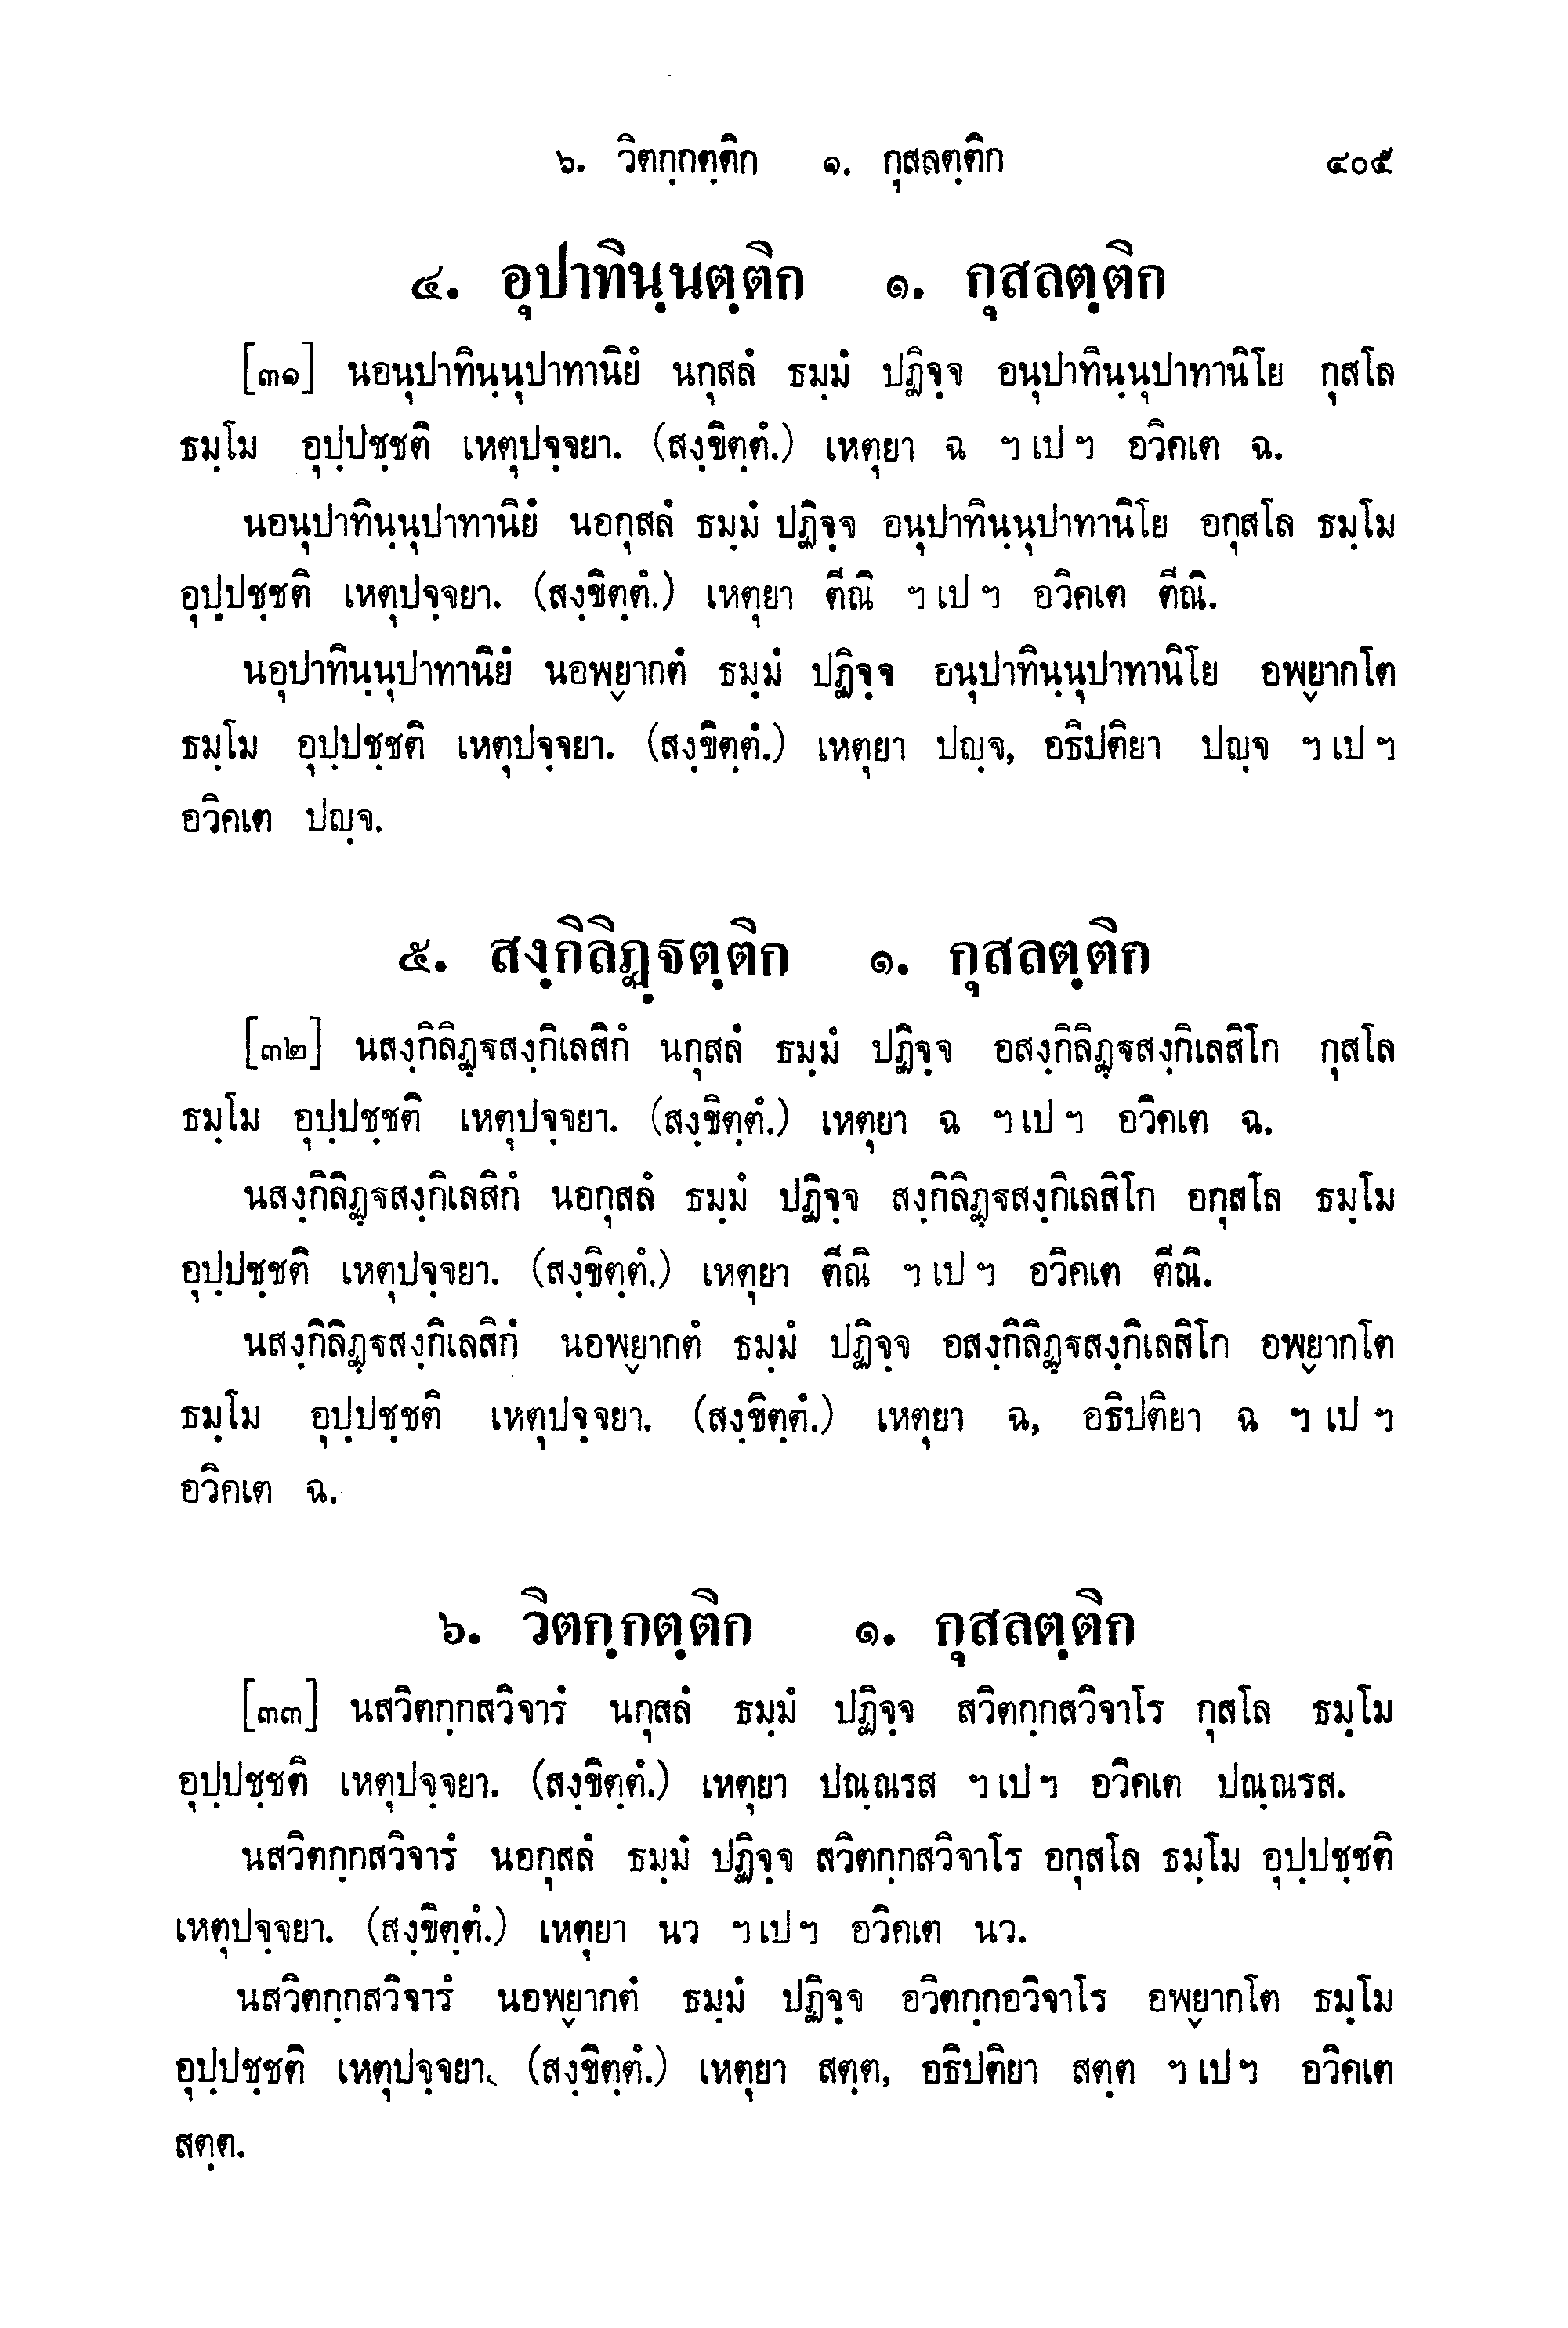 ๖. วิตกฺกตฺติก ๑. กุสลตฺติก ๔๐๕
๔. อุปาทินฺนตฺติก ๑. กุสลตฺติก
[๓๑] นอนุปาทินฺนุปาทานิยํ นกุสลํ ธมฺมํ ปฏิจฺจ อนุปาทินฺนุปาทานิโย กุสโล
ธมฺโม อุปฺปชฺชติ เหตุปจฺจยา. (สงฺขิตฺตํ.) เหตุยา ฉ ฯ เป ฯ อวิคเต ฉ.
นอนุปาทินฺนุปาทานิยํ นอกุสลํ ธมฺมํ ปฏิจฺจ อนุปาทินฺนุปาทานิโย อกุสโล ธมฺโม
อุปฺปชฺชติ เหตุปจฺจยา. (สงฺขิตฺตํ.) เหตุยา ตีณิ ฯ เป ฯ อวิคเต ตีณิ.
นอุปาทินฺนุปาทานิยํ นอพฺยากตํ ธมฺมํ ปฏิจฺจ อนุปาทินฺนุปาทานิโย อพฺยากโต
ธมฺโม อุปฺปชฺชติ เหตุปจฺจยา. (สงฺขิตฺตํ.) เหตุยา ปญฺจ, อธิปติยา ปญฺจ ฯ เป ฯ
อวิคเต ปญฺจ.
๕. สงฺกิลิฏฺฐตฺติก ๑. กุสลตฺติก
[๓๒] นสงฺกิลิฏฺฐสงฺกิเลสิกํ นกุสลํ ธมฺมํ ปฏิจฺจ อสงฺกิลิฏฺฐสงฺกิเลสิโก กุสโล
ธมฺโม อุปฺปชฺชติ เหตุปจฺจยา. (สงฺขิตฺตํ.) เหตุยา ฉ ฯ เป ฯ อวิคเต ฉ.
นสงฺกิลิฏฺฐสงฺกิเลสิกํ นอกุสลํ ธมฺมํ ปฏิจฺจ สงฺกิลิฏฺฐสงฺกิเลสิโก อกุสโล ธมฺโม
อุปฺปชฺชติ เหตุปจฺจยา. (สงฺขิตฺตํ.) เหตุยา ตีณิ ฯ เป ฯ อวิคเต ตีณิ.
นสงฺกิลิฏฺฐสงฺกิเลสิกํ นอพฺยากตํ ธมฺมํ ปฏิจฺจ อสงฺกิลิฏฺฐสงฺกิเลสิโก อพฺยากโต
ธมฺโม อุปฺปชฺชติ เหตุปจฺจยา. (สงฺขิตฺตํ.) เหตุยา ฉ, อธิปติยา ฉ ฯ เป ฯ
อวิคเต ฉ.
๖. วิตกฺกตฺติก ๑. กุสลตฺติก
[๓๓] นสวิตกฺกสวิจารํ นกุสลํ ธมฺมํ ปฏิจฺจ สวิตกฺกสวิจาโร กุสโล ธมฺโม
อุปฺปชฺชติ เหตุปจฺจยา. (สงฺขิตฺตํ.) เหตุยา ปณฺณรส ฯ เป ฯ อวิคเต ปณฺณรส.
นสวิตกฺกสวิจารํ นอกุสลํ ธมฺมํ ปฏิจฺจ สวิตกฺกสวิจาโร อกุสโล ธมฺโม อุปฺปชฺชติ
เหตุปจฺจยา. (สงฺขิตฺตํ.) เหตุยา นว ฯ เป ฯ อวิคเต นว.
นสวิตกฺกสวิจารํ นอพฺยากตํ ธมฺมํ ปฏิจฺจ อวิตกฺกอวิจาโร อพฺยากโต ธมฺโม
อุปฺปชฺชติ เหตุปจฺจยา. (สงฺขิตฺตํ.) เหตุยา สตฺต, อธิปติยา สตฺต ฯ เป ฯ อวิคเต
สตฺต.